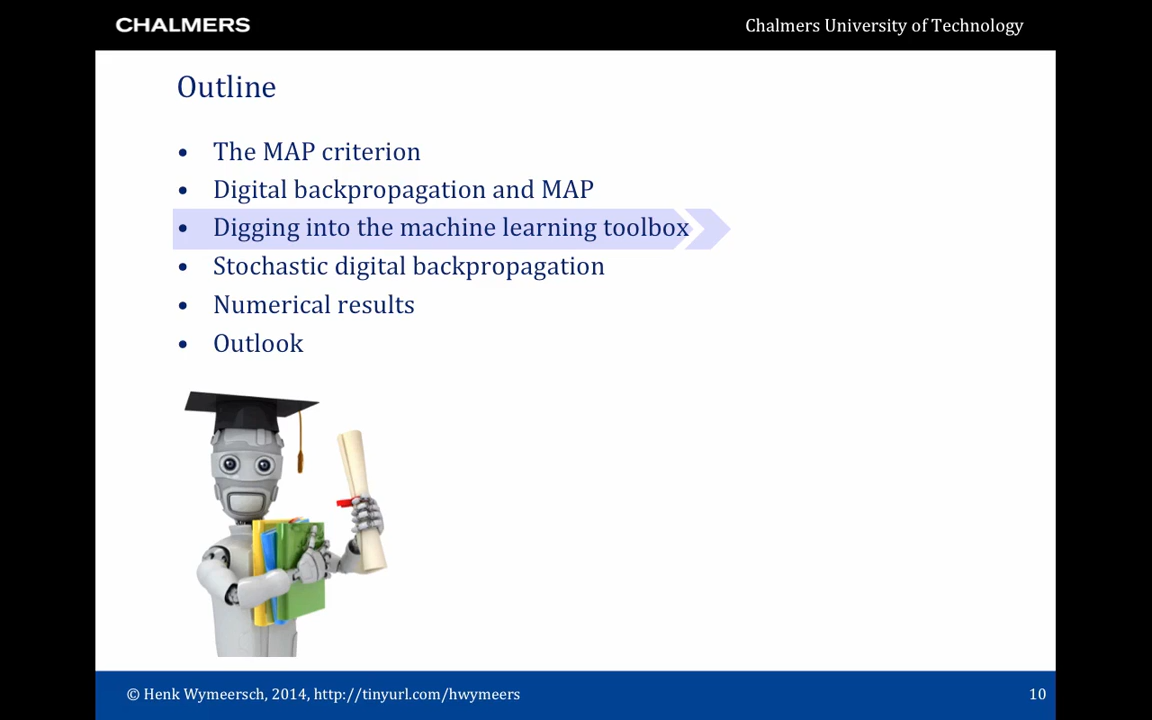 CHALMERS
Chalmers University of Technology
Outline
• The MAP criterion
• Digital backpropagation and MAP
• Digging into the machine learning toolbox
• Stochastic digital backpropagation
• Numerical results
• Outlook
© Henk Wymeersch, 2014, http://tinyurl.com/hwymeers
10